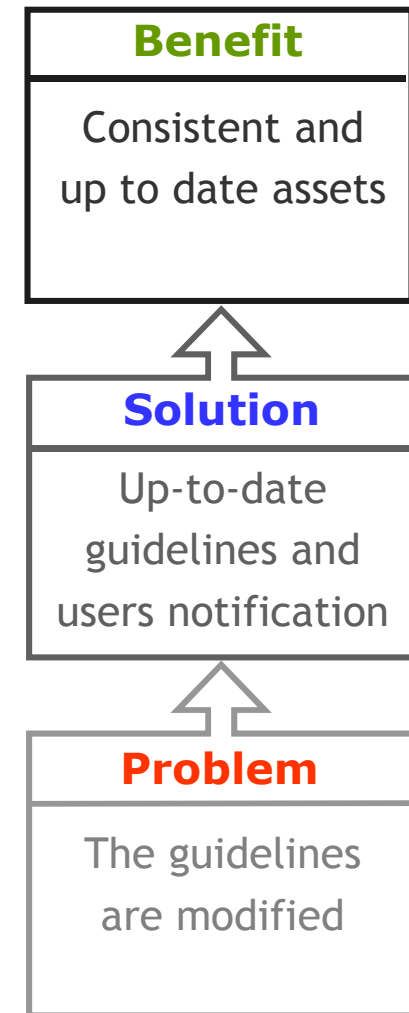 Benefit
Consistent and
up to date assets
Solution
Up-to-date
guidelines and
users notification
Problem
The guidelines
are modified